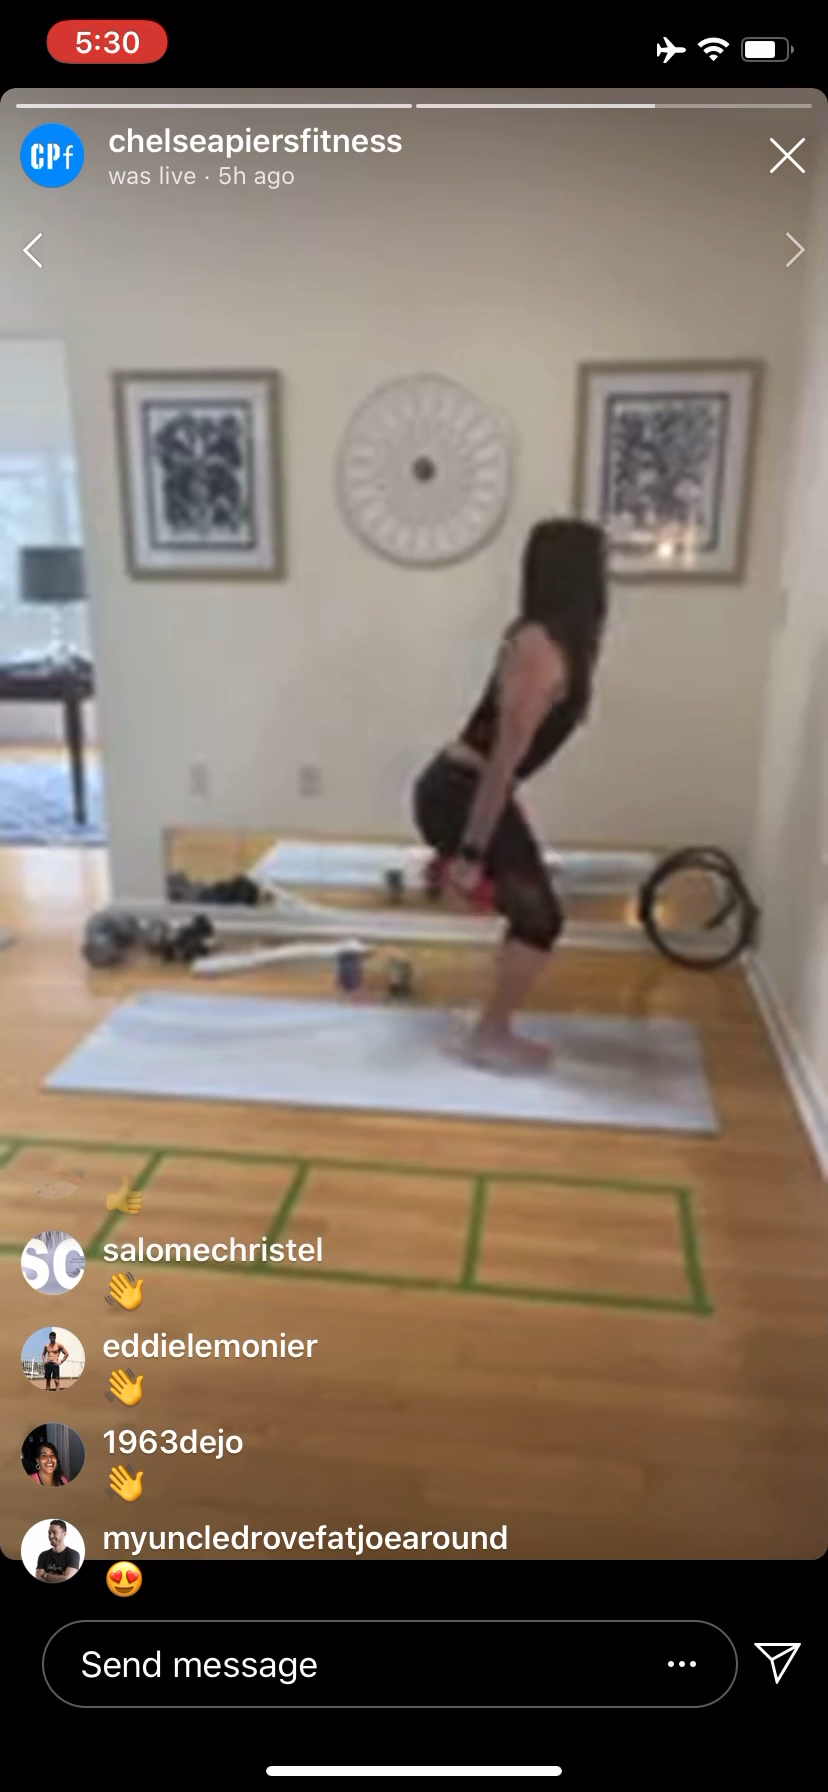 5:30
CPf
chelseapiersfitness
was live · 5h ago
👍
salomechristel
SC
👋
eddielemonier
👋
1963dejo
👋
myuncledrovefatjoearound
😍
Send message